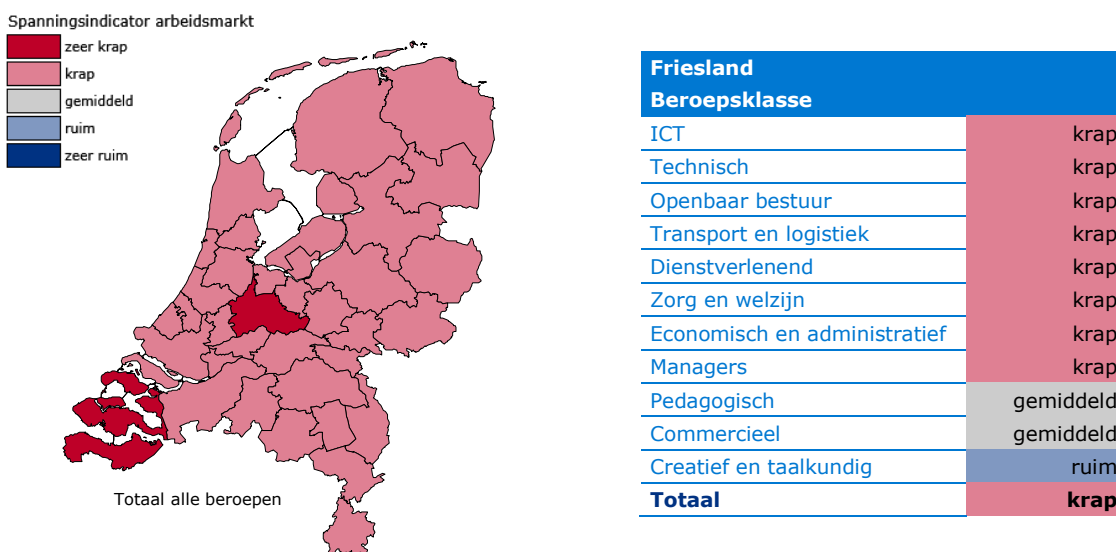 Spanningsindicator arbeidsmarkt
zeer krap
krap
gemiddeld
ruim
zeer ruim
Totaal alle beroepen
Friesland
Beroepsklasse
ICT krap
Technisch krap
Openbaar bestuur krap
Transport en logistiek krap
Dienstverlenend krap
Zorg en welzijn krap
Economisch en administratief krap
Managers krap
Pedagogisch gemiddeld
Commercieel gemiddeld
Creatief en taalkundig ruim
Totaal krap